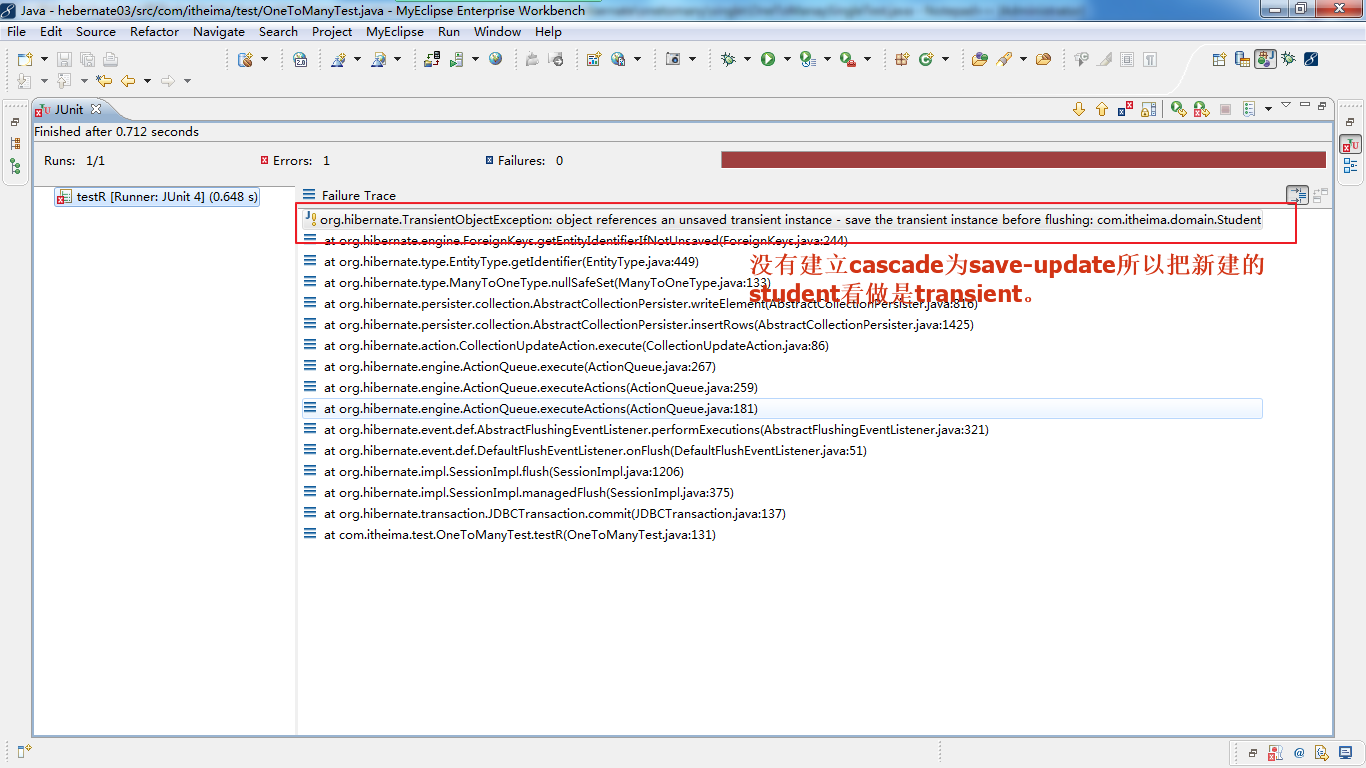 Java - hebernate03/src/com/itheima/test/OneToManyTest.java - MyEclipse Enterprise Workbench
File Edit Source Refactor Navigate Search Project MyEclipse Run Window Help
JUnit
Finished after 0.712 seconds
Runs: 1/1 Errors: 1 Failures: 0
testR [Runner: JUnit 4] (0.648 s)
Failure Trace
org.hibernate.TransientObjectException: object references an unsaved transient instance - save the transient instance before flushing: com.itheima.domain.Student
at org.hibernate.engine.ForeignKeys.getEntityIdentifierIfNotUnsaved(ForeignKeys.java:244)
at org.hibernate.type.EntityType.getIdentifier(EntityType.java:449)
at org.hibernate.type.ManyToOneType.nullSafeSet(ManyToOneType.java:133)
at org.hibernate.persister.collection.AbstractCollectionPersister.writeElement(AbstractCollectionPersister.java:816)
at org.hibernate.persister.collection.AbstractCollectionPersister.insertRows(AbstractCollectionPersister.java:1425)
at org.hibernate.action.CollectionUpdateAction.execute(CollectionUpdateAction.java:86)
at org.hibernate.engine.ActionQueue.execute(ActionQueue.java:267)
at org.hibernate.engine.ActionQueue.executeActions(ActionQueue.java:259)
at org.hibernate.engine.ActionQueue.executeActions(ActionQueue.java:181)
at org.hibernate.event.def.AbstractFlushingEventListener.performExecutions(AbstractFlushingEventListener.java:321)
at org.hibernate.event.def.DefaultFlushEventListener.onFlush(DefaultFlushEventListener.java:51)
at org.hibernate.impl.SessionImpl.flush(SessionImpl.java:1206)
at org.hibernate.impl.SessionImpl.managedFlush(SessionImpl.java:375)
at org.hibernate.transaction.JDBCTransaction.commit(JDBCTransaction.java:137)
at com.itheima.test.OneToManyTest.testR(OneToManyTest.java:131)
没有建立cascade为save-update所以把新建的
student看做是transient。